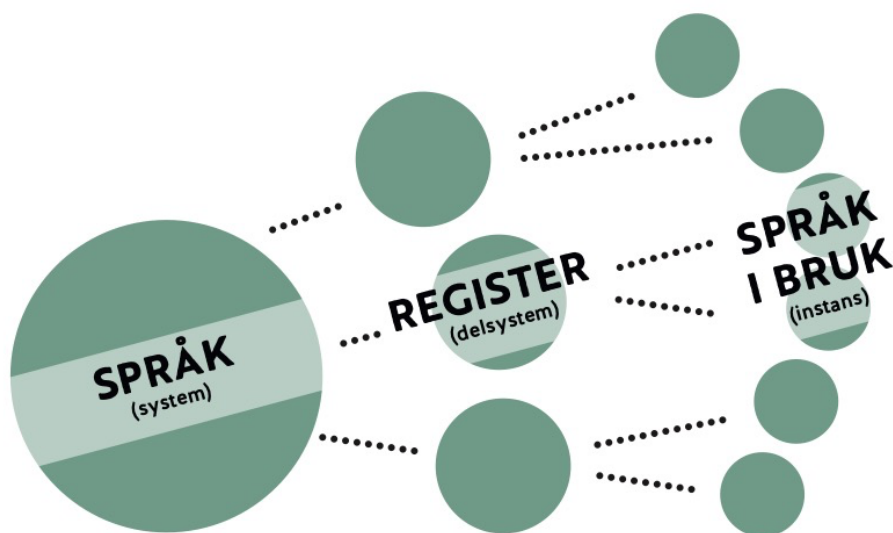 SPRÅK
(system)
REGISTER
(delsystem)
SPRÅK
I BRUK
(instans)